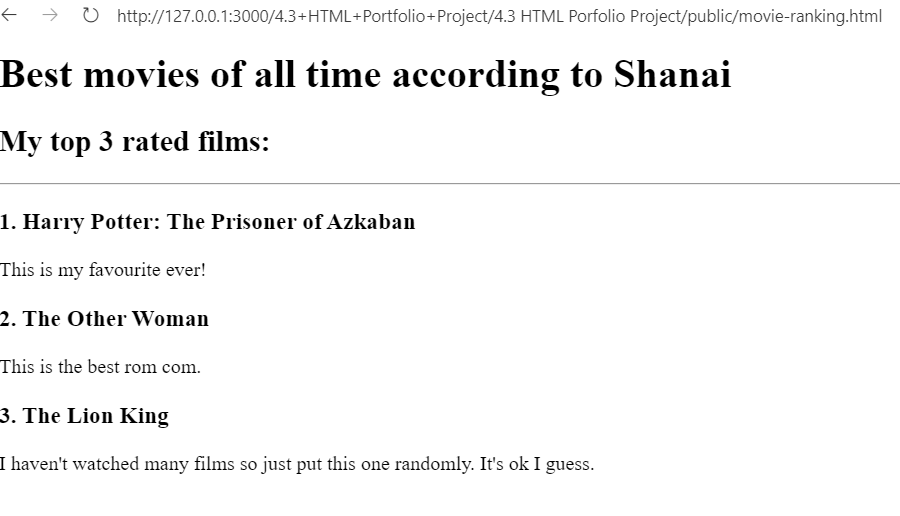 http://127.0.0.1:3000/4.3+HTML+Portfolio+Project/4.3 HTML Porfolio Project/public/movie-ranking.html
Best movies of all time according to Shanai
My top 3 rated films:
1. Harry Potter: The Prisoner of Azkaban
This is my favourite ever!
2. The Other Woman
This is the best rom com.
3. The Lion King
I haven't watched many films so just put this one randomly. It's ok I guess.